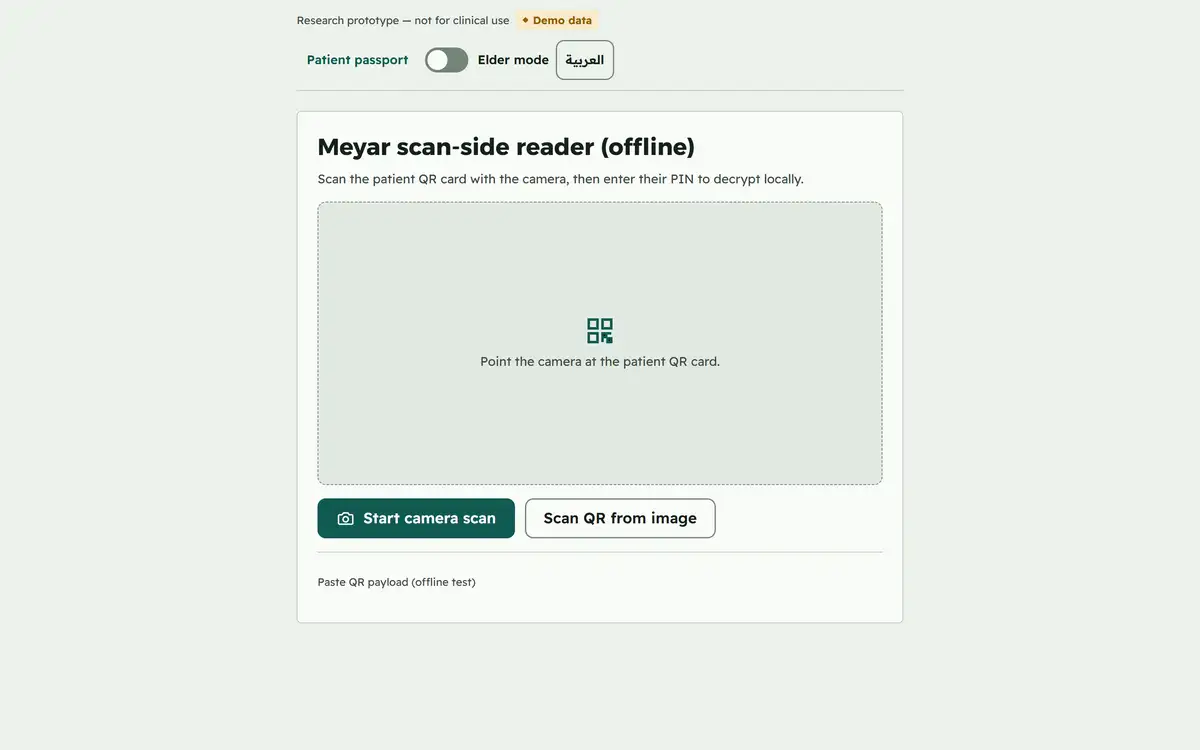 Research prototype — not for clinical use
Demo data
Patient passport
Elder mode
العربية
Meyar scan-side reader (offline)
Scan the patient QR card with the camera, then enter their PIN to decrypt locally.
Point the camera at the patient QR card.
Start camera scan
Scan QR from image
Paste QR payload (offline test)